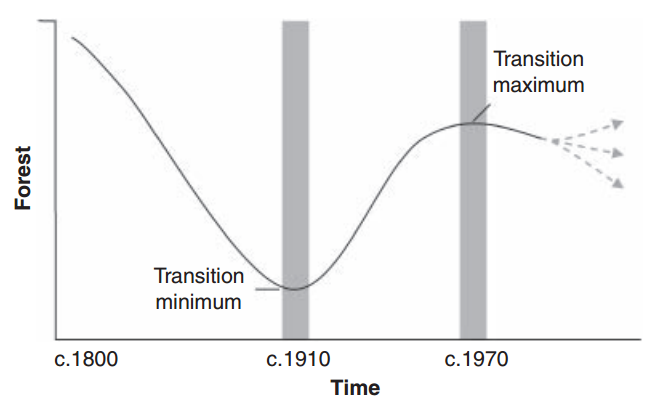 Transition
maximum
Forest
Transition
minimum
c.1800
c.1910
c.1970
Time